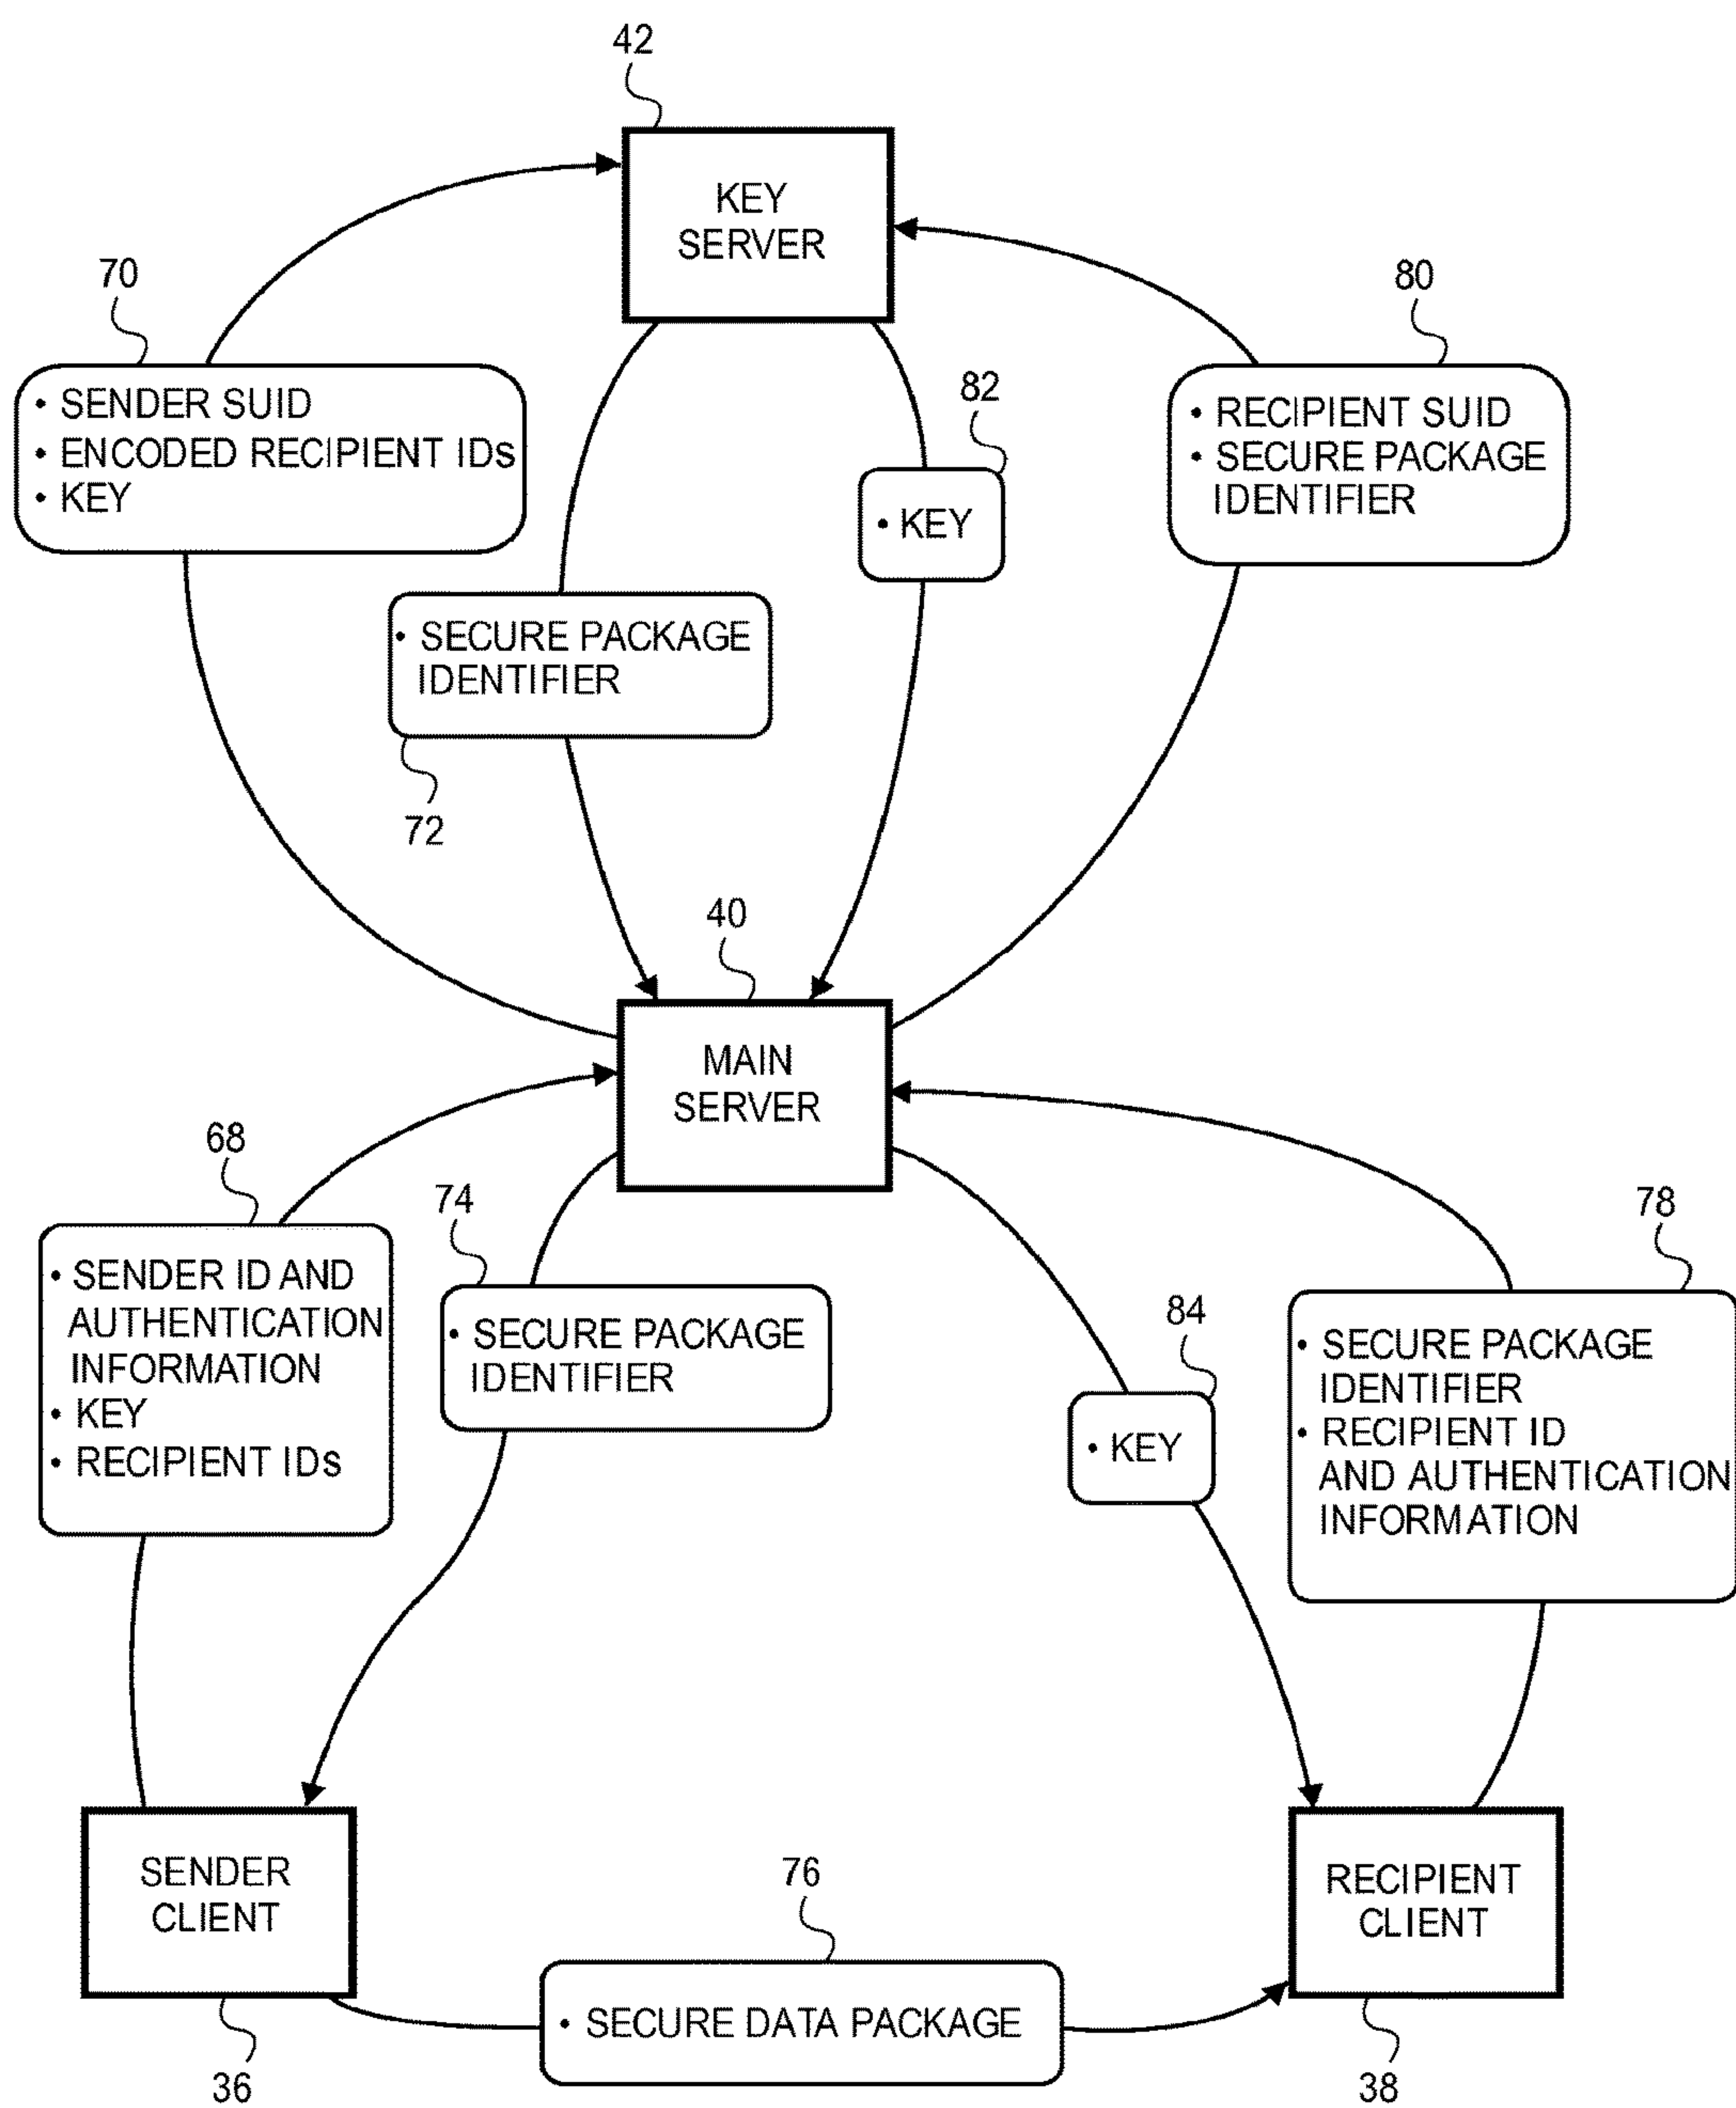 42
KEY
SERVER
70
• SENDER SUID
• ENCODED RECIPIENT IDs
• KEY
80
• RECIPIENT SUID
• SECURE PACKAGE
IDENTIFIER
82
• KEY
• SECURE PACKAGE
IDENTIFIER
72
40
MAIN
SERVER
68
• SENDER ID AND
AUTHENTICATION
INFORMATION
• KEY
• RECIPIENT IDs
74
• SECURE PACKAGE
IDENTIFIER
84
• KEY
78
• SECURE PACKAGE
IDENTIFIER
• RECIPIENT ID
AND AUTHENTICATION
INFORMATION
SENDER
CLIENT
36
76
• SECURE DATA PACKAGE
RECIPIENT
CLIENT
38